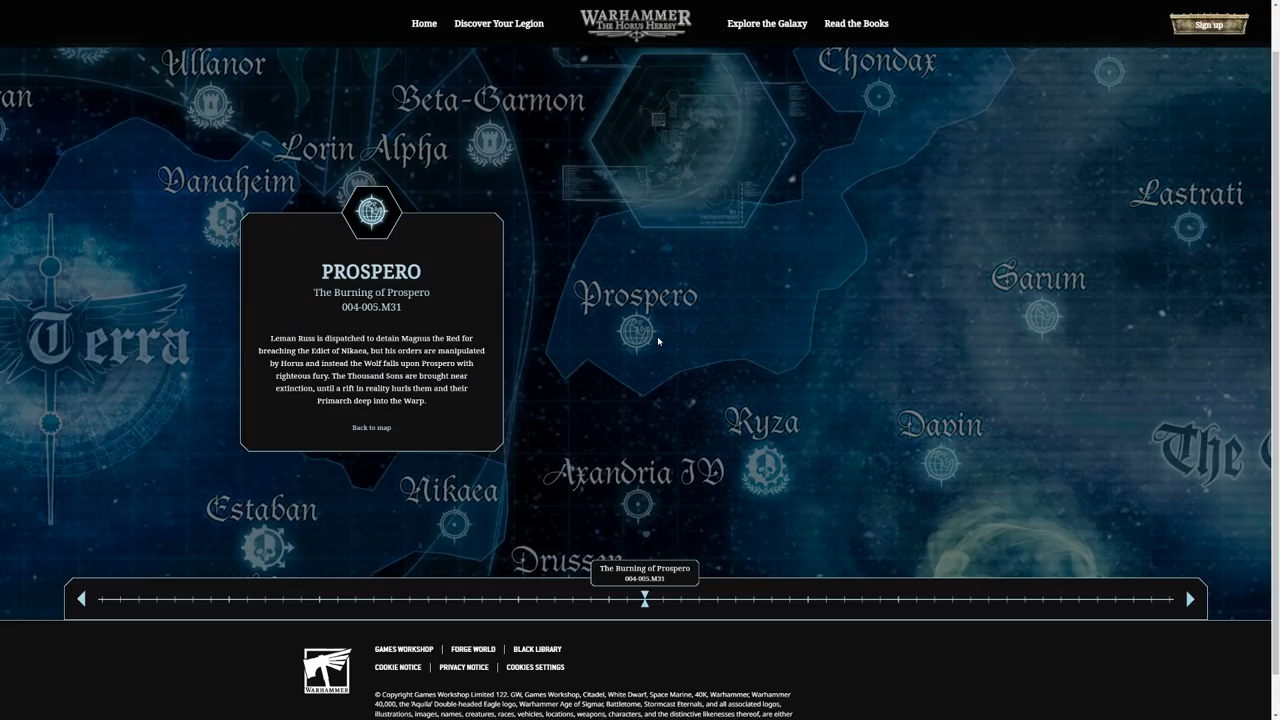 Home
Discover Your Legion
WARHAMMER
THE HORUS HERESY
Explore the Galaxy
Read the Books
Sign up
Ullanor
Chondax
Beta-Garmon
Lorin Alpha
Vanaheim
Lastrati
PROSPERO
The Burning of Prospero
004-005.M31
Leman Russ is dispatched to detain Magnus the Red for
breaching the Edict of Nikaea, but his orders are manipulated
by Horus and instead the Wolf falls upon Prospero with
righteous fury. The Thousand Sons are brought near
extinction, until a rift in reality hurls them and their
Primarch deep into the Warp.
Back to map
Prospero
Sarum
Terra
Ryza
Davin
The
Axandria IV
Nikaea
Estaban
The Burning of Prospero
004-005.M31
GAMES WORKSHOP
FORGE WORLD
BLACK LIBRARY
COOKIE NOTICE
PRIVACY NOTICE
COOKIES SETTINGS
WARHAMMER
© Copyright Games Workshop Limited 122. GW, Games Workshop, Citadel, White Dwarf, Space Marine, 40K, Warhammer, Warhammer
40,000, the 'Aquila' Double-headed Eagle logo, Warhammer Age of Sigmar, Battletome, Stormcast Eternals, and all associated logos,
illustrations, images, names, creatures, races, vehicles, locations, weapons, characters, and the distinctive likenesses thereof, are either